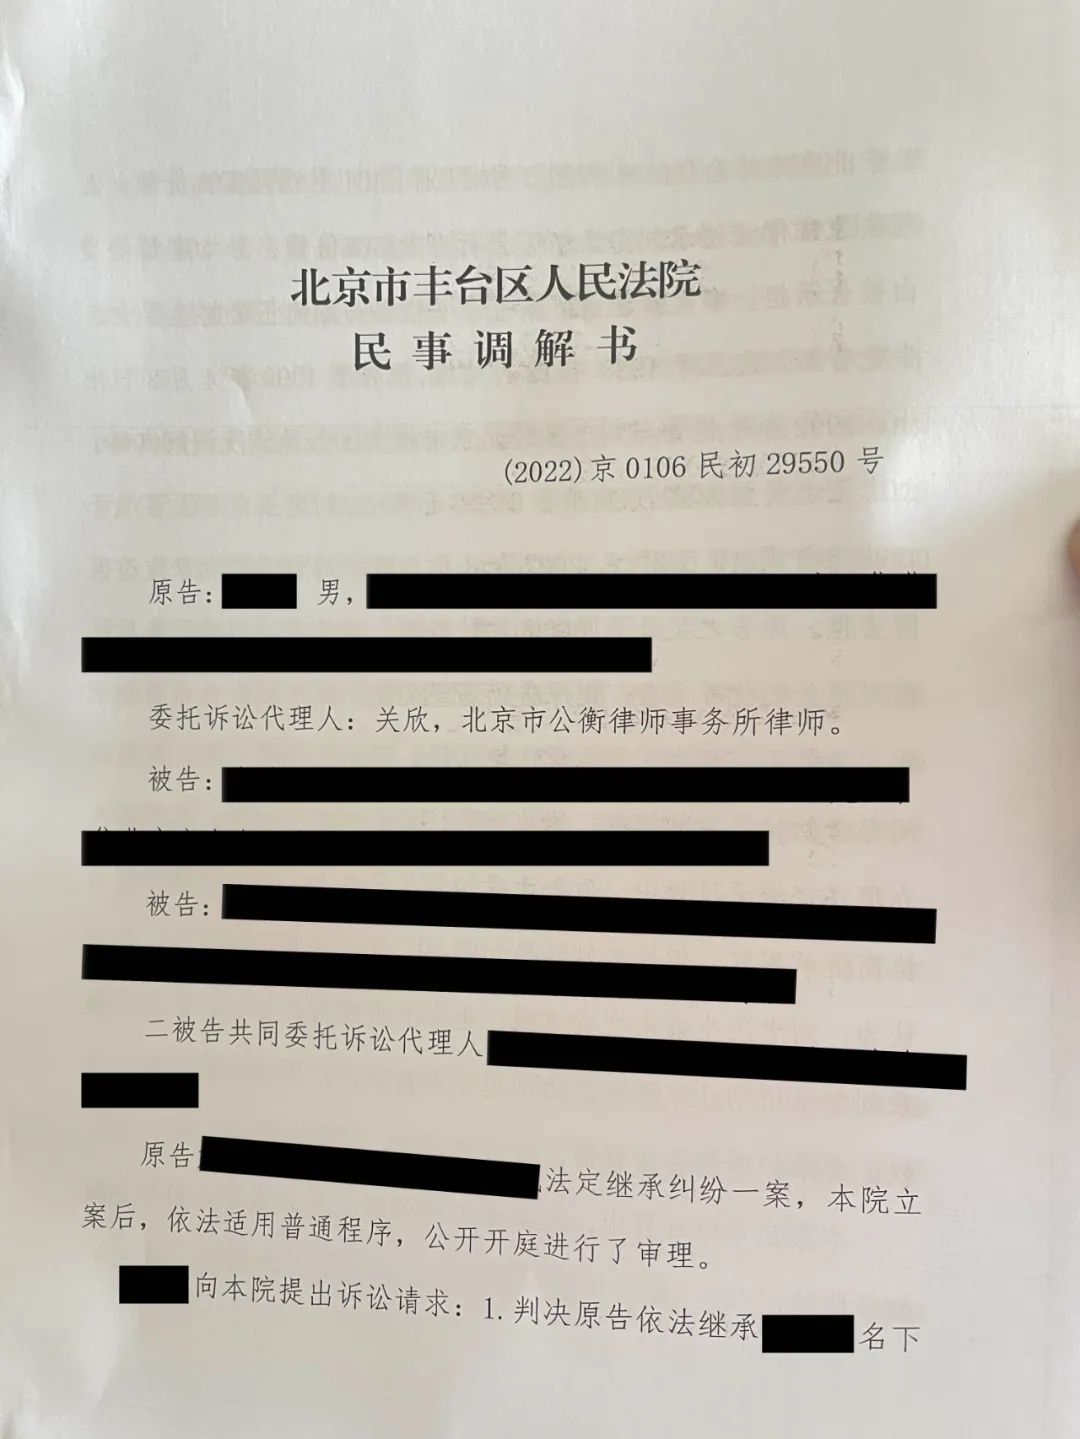 北京市丰台区人民法院
民事调解书
(2022)京 0106 民初 29550 号
原告: 男,
委托诉讼代理人: 关欣, 北京市公衡律师事务所律师。
被告:
被告:
二被告共同委托诉讼代理人
原告 法定继承纠纷一案, 本院立
案后, 依法适用普通程序, 公开开庭进行了审理。
向本院提出诉讼请求: 1. 判决原告依法继承 名下